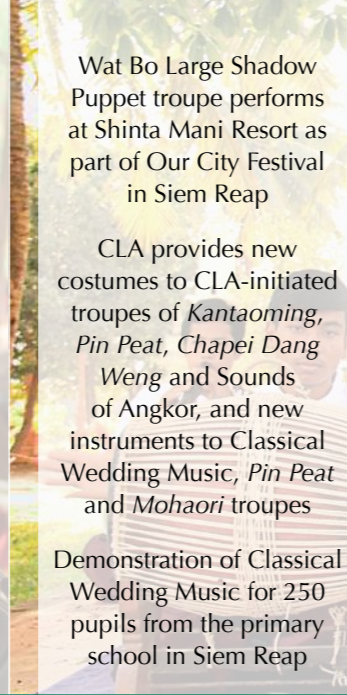 Wat Bo Large Shadow
Puppet troupe performs
at Shinta Mani Resort as
part of Our City Festival
in Siem Reap
CLA provides new
costumes to CLA-initiated
troupes of Kantaoming,
Pin Peat, Chapei Dang
Weng and Sounds
of Angkor, and new
instruments to Classical
Wedding Music, Pin Peat
and Mohaori troupes
Demonstration of Classical
Wedding Music for 250
pupils from the primary
school in Siem Reap